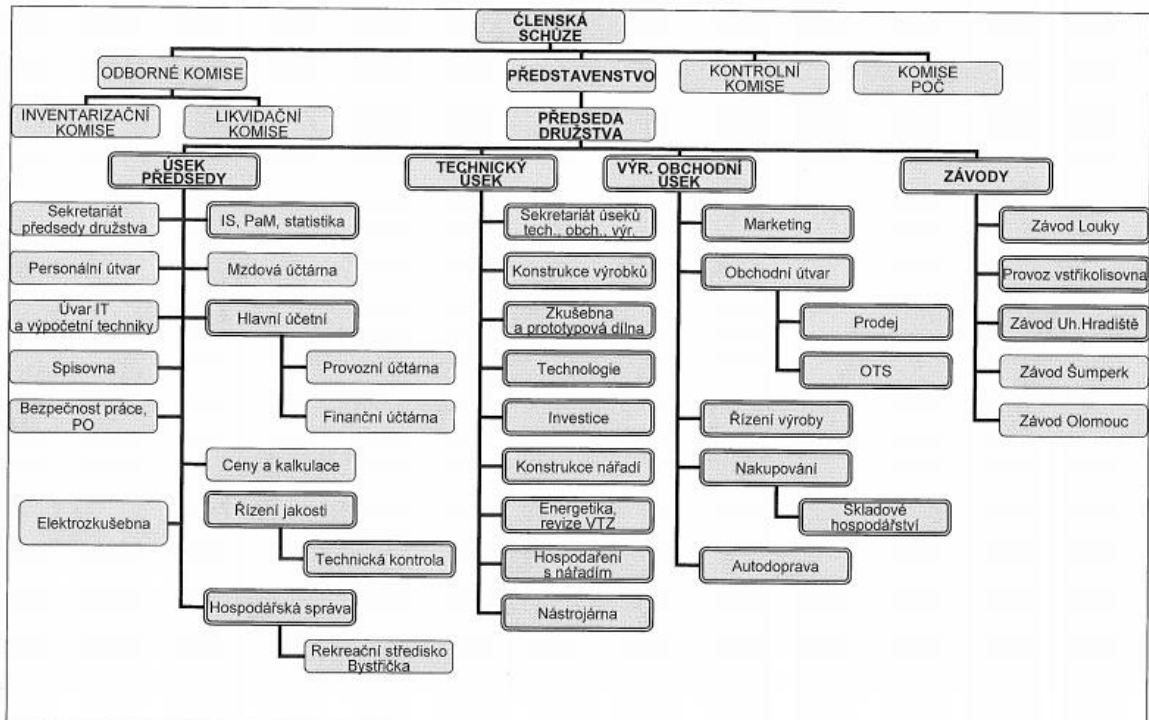 ČLENSKÁ
SCHŮZE
ODBORNÉ KOMISE
PŘEDSTAVENSTVO
KONTROLNÍ
KOMISE
KOMISE
POČ
INVENTARIZAČNÍ
KOMISE
LIKVIDAČNÍ
KOMISE
PŘEDSEDA
DRUŽSTVA
ÚSEK
PŘEDSEDY
TECHNICKÝ
ÚSEK
VÝR. OBCHODNÍ
ÚSEK
ZÁVODY
Sekretariát
předsedy družstva
IS, PaM, statistika
Personální útvar
Mzdová účtárna
Úvar IT
a výpočetní techniky
Hlavní účetní
Spisovna
Provozní účtárna
Bezpečnost práce,
PO
Finanční účtárna
Ceny a kalkulace
Elektrozkušebna
Řízení jakosti
Technická kontrola
Hospodářská správa
Rekreační středisko
Bystřička
Sekretariát úseků
tech., obch., výr.
Konstrukce výrobků
Zkušebna
a prototypová dílna
Technologie
Investice
Konstrukce nářadí
Energetika,
revize VTZ
Hospodaření
s nářadím
Nástrojárna
Marketing
Obchodní útvar
Prodej
OTS
Řízení výroby
Nakupování
Skladové
hospodářství
Autodoprava
Závod Louky
Provoz vstřikolisovna
Závod Uh.Hradiště
Závod Šumperk
Závod Olomouc